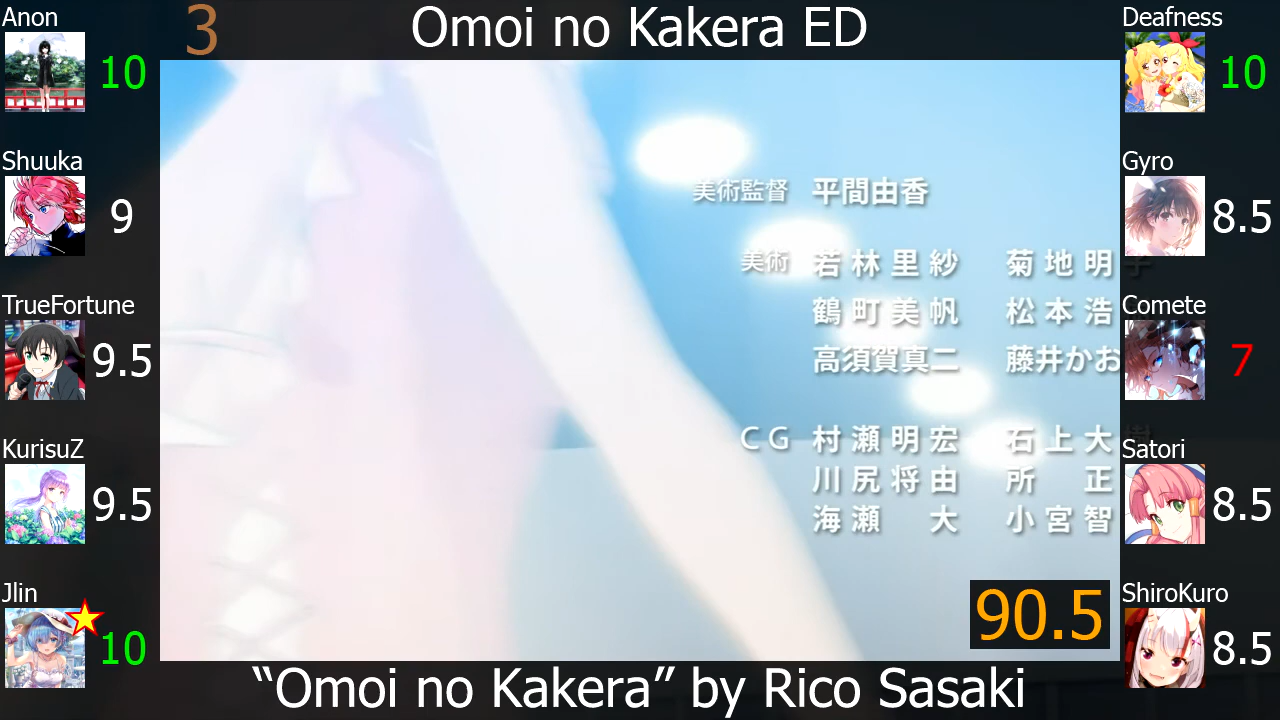 Anon
10
Shuuka
9
TrueFortune
9.5
KurisuZ
9.5
Jlin
10
3
Omoi no Kakera ED
美術監督 平間由香
美術 若林里紗 菊地明子
鶴町美帆 松本浩
高須賀真二 藤井かお
CG 村瀬明宏 石上大樹
川尻将由 所 正
海瀬 大 小宮智
90.5
“Omoi no Kakera” by Rico Sasaki
Deafness
10
Gyro
8.5
Comete
7
Satori
8.5
ShiroKuro
8.5